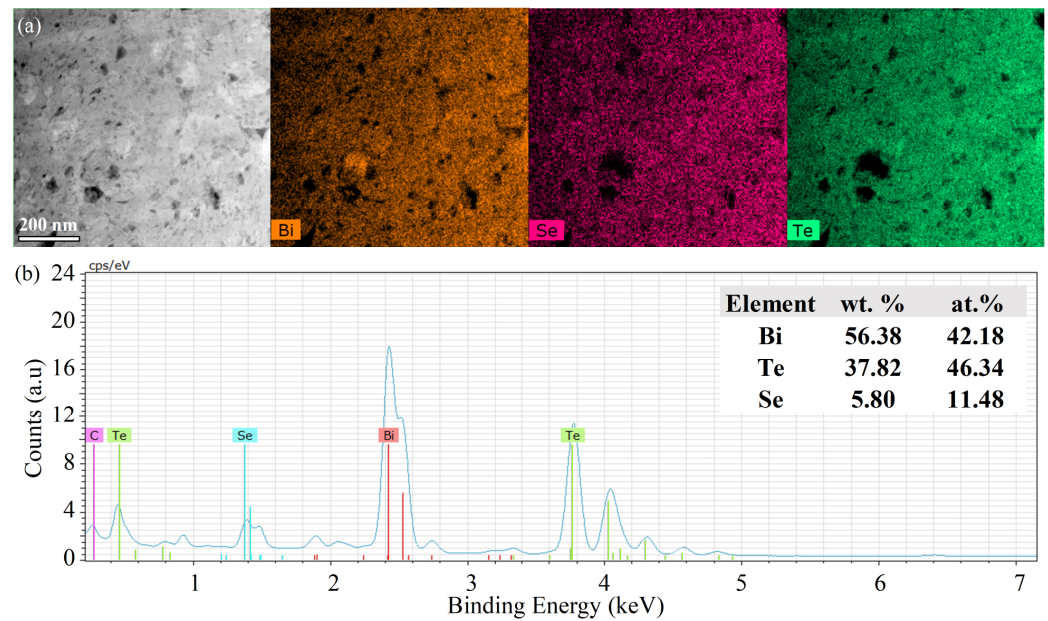 (a)
200 nm
Bi
Se
Te
(b)
cps/eV
Counts (a.u)
24
20
16
12
8
4
0
C
Te
Se
Bi
Te
Element wt. % at.%
Bi 56.38 42.18
Te 37.82 46.34
Se 5.80 11.48
1 2 3 4 5 6 7
Binding Energy (keV)